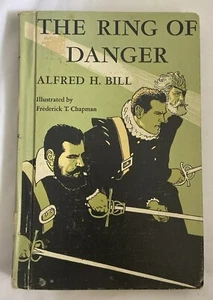 THE RING OF
DANGER
ALFRED H. BILL
Illustrated by
Frederick T. Chapman